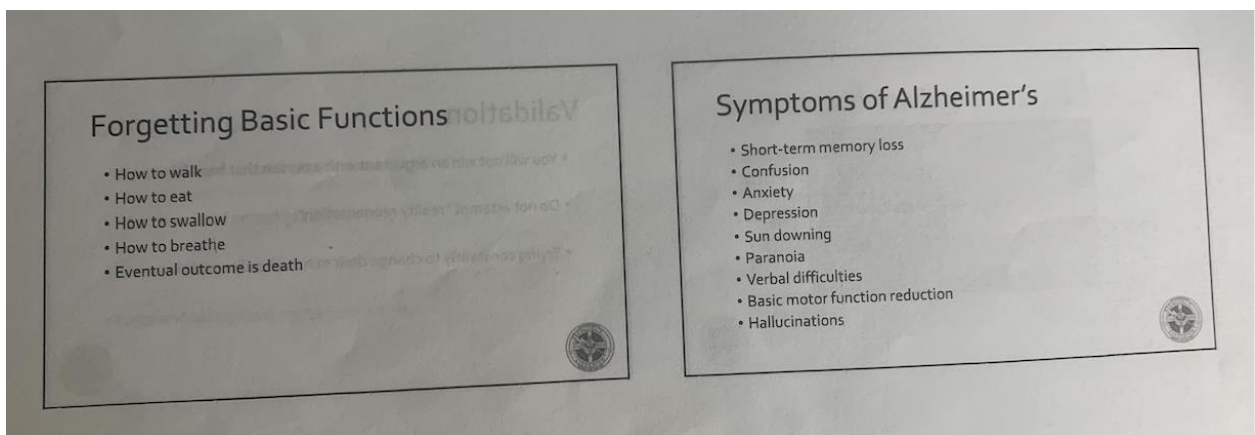 Forgetting Basic Functions
• How to walk
• How to eat
• How to swallow
• How to breathe
• Eventual outcome is death
Symptoms of Alzheimer's
• Short-term memory loss
• Confusion
• Anxiety
• Depression
• Sun downing
• Paranoia
• Verbal difficulties
• Basic motor function reduction
• Hallucinations